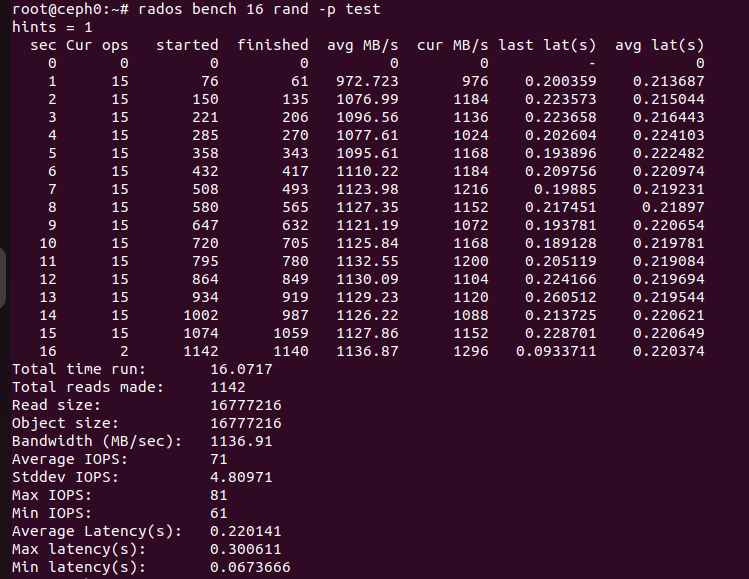 root@ceph0:~# rados bench 16 rand -p test
hints = 1
sec Cur ops started finished avg MB/s cur MB/s last lat(s) avg lat(s)
0 0 0 0 0 0 - 0
1 15 76 61 972.723 976 0.200359 0.213687
2 15 150 135 1076.99 1184 0.223573 0.215044
3 15 221 206 1096.56 1136 0.223658 0.216443
4 15 285 270 1077.61 1024 0.202604 0.224103
5 15 358 343 1095.61 1168 0.193896 0.222482
6 15 432 417 1110.22 1184 0.209756 0.220974
7 15 508 493 1123.98 1216 0.19885 0.219231
8 15 580 565 1127.35 1152 0.217451 0.21897
9 15 647 632 1121.19 1072 0.193781 0.220654
10 15 720 705 1125.84 1168 0.189128 0.219781
11 15 795 780 1132.55 1200 0.205119 0.219084
12 15 864 849 1130.09 1104 0.224166 0.219694
13 15 934 919 1129.23 1120 0.260512 0.219544
14 15 1002 987 1126.22 1088 0.213725 0.220621
15 15 1074 1059 1127.86 1152 0.228701 0.220649
16 2 1142 1140 1136.87 1296 0.0933711 0.220374
Total time run: 16.0717
Total reads made: 1142
Read size: 16777216
Object size: 16777216
Bandwidth (MB/sec): 1136.91
Average IOPS: 71
Stddev IOPS: 4.80971
Max IOPS: 81
Min IOPS: 61
Average Latency(s): 0.220141
Max latency(s): 0.300611
Min latency(s): 0.0673666